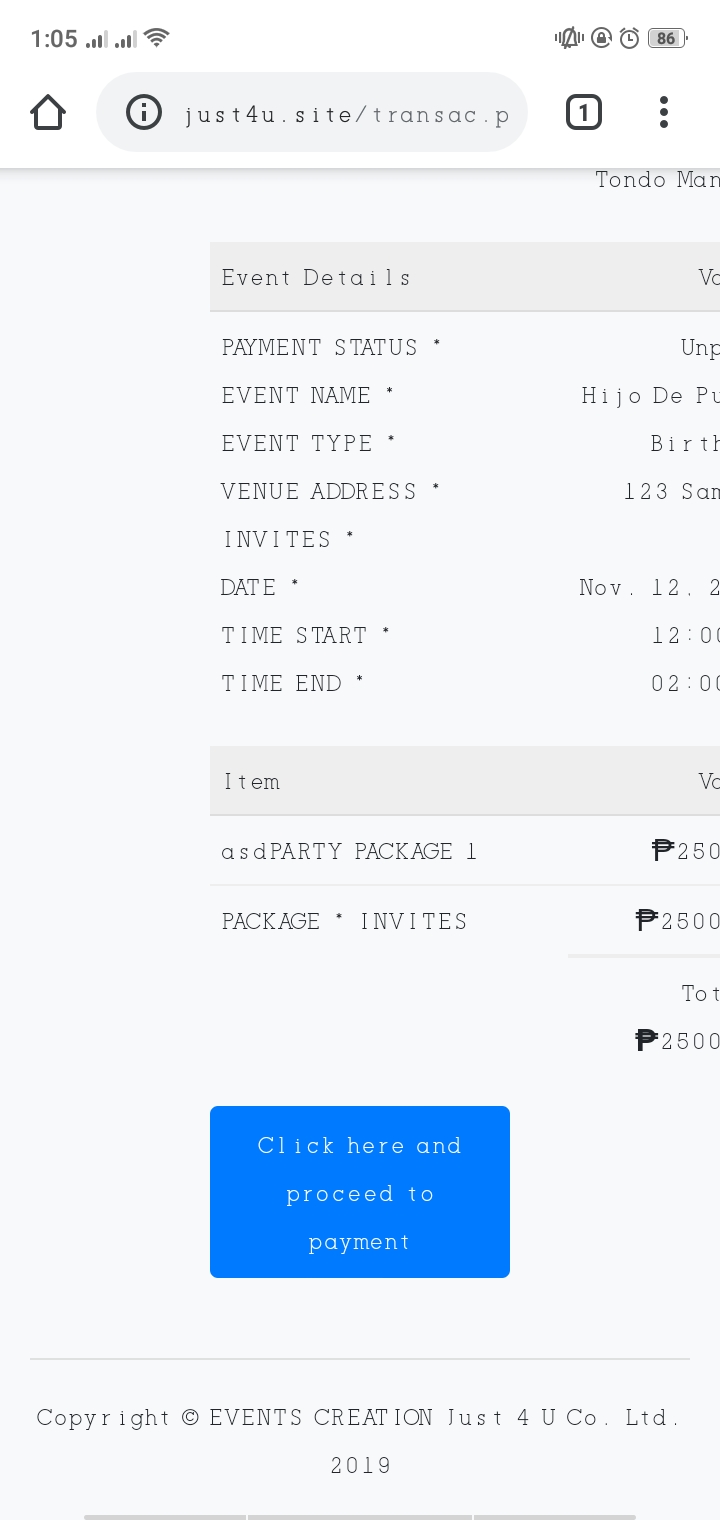 1:05
86
just4u.site/transac.p
1
Tondo Man
Event Details Va
PAYMENT STATUS * Unp
EVENT NAME * Hijo De Pu
EVENT TYPE * Birth
VENUE ADDRESS * 123 Sam
INVITES *
DATE * Nov. 12, 2
TIME START * 12:00
TIME END * 02:00
Item Va
asdPARTY PACKAGE 1 ₱250
PACKAGE * INVITES ₱2500
Tot
₱2500
Click here and
proceed to
payment
Copyright © EVENTS CREATION Just 4 U Co. Ltd.
2019